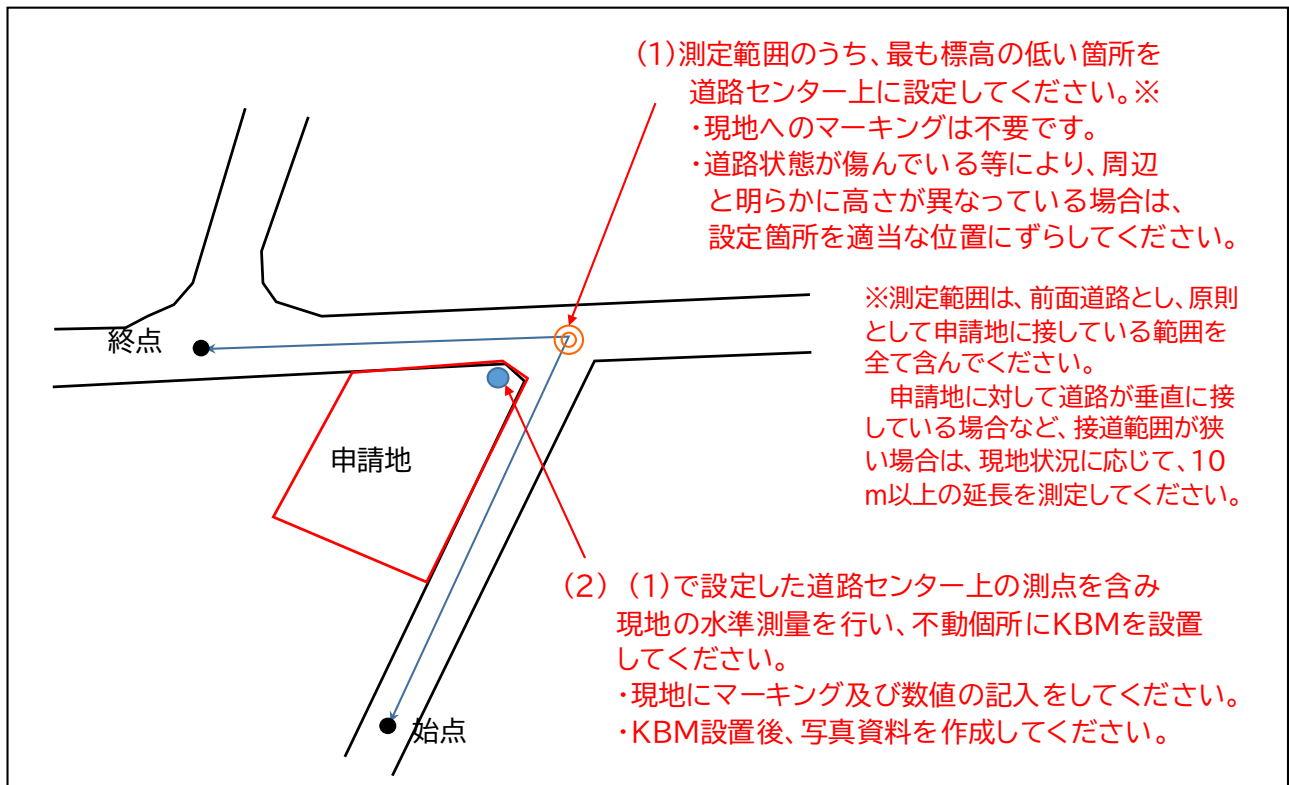 (1)測定範囲のうち、最も標高の低い箇所を
道路センター上に設定してください。※
・現地へのマーキングは不要です。
・道路状態が傷んでいる等により、周辺
と明らかに高さが異なっている場合は、
設定箇所を適当な位置にずらしてください。
※測定範囲は、前面道路とし、原則
として申請地に接している範囲を
全て含んでください。
申請地に対して道路が垂直に接
している場合など、接道範囲が狭
い場合は、現地状況に応じて、10
m以上の延長を測定してください。
終点
申請地
(2) (1)で設定した道路センター上の測点を含み
現地の水準測量を行い、不動個所にKBMを設置
してください。
・現地にマーキング及び数値の記入をしてください。
・KBM設置後、写真資料を作成してください。
始点